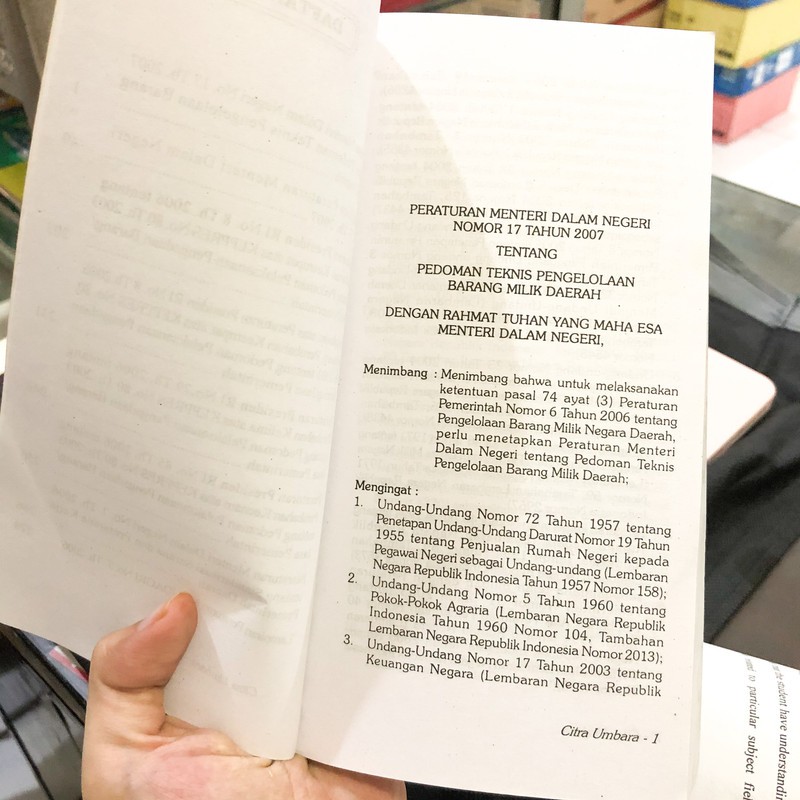 PERATURAN MENTERI DALAM NEGERI
NOMOR 17 TAHUN 2007
TENTANG
PEDOMAN TEKNIS PENGELOLAAN
BARANG MILIK DAERAH
DENGAN RAHMAT TUHAN YANG MAHA ESA
MENTERI DALAM NEGERI,
Menimbang : Menimbang bahwa untuk melaksanakan
ketentuan pasal 74 ayat (3) Peraturan
Pemerintah Nomor 6 Tahun 2006 tentang
Pengelolaan Barang Milik Negara Daerah,
perlu menetapkan Peraturan Menteri
Dalam Negeri tentang Pedoman Teknis
Pengelolaan Barang Milik Daerah;
Mengingat :
1. Undang-Undang Nomor 72 Tahun 1957 tentang
Penetapan Undang-Undang Darurat Nomor 19 Tahun
1955 tentang Penjualan Rumah Negeri kepada
Pegawai Negeri sebagai Undang-undang (Lembaran
Negara Republik Indonesia Tahun 1957 Nomor 158);
2. Undang-Undang Nomor 5 Tahun 1960 tentang
Pokok-Pokok Agraria (Lembaran Negara Republik
Indonesia Tahun 1960 Nomor 104, Tambahan
Lembaran Negara Republik Indonesia Nomor 2013);
3. Undang-Undang Nomor 17 Tahun 2003 tentang
Keuangan Negara (Lembaran Negara Republik
Citra Umbara - 1
the student have understanding
to particular subject